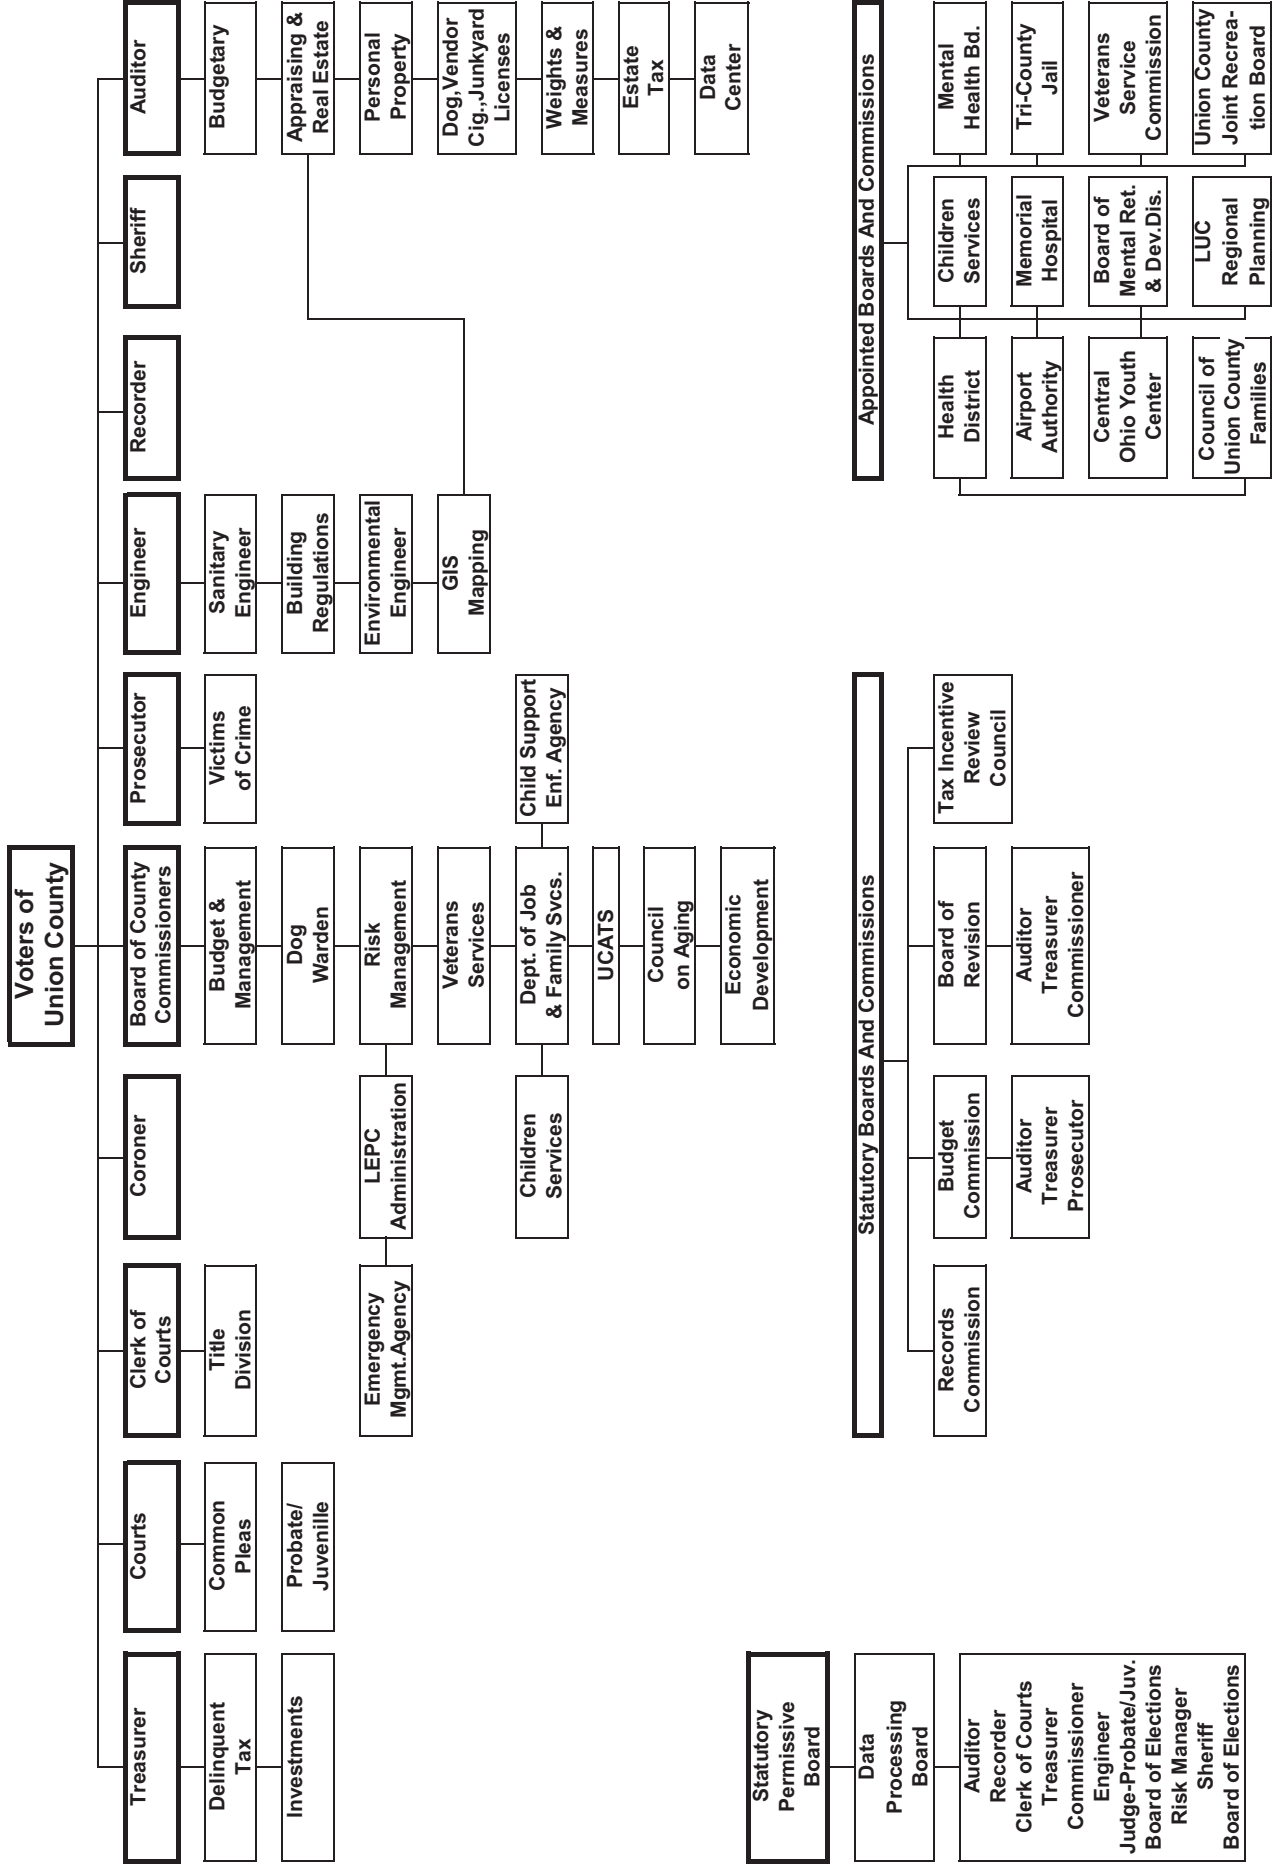 Voters of
Union County
Treasurer
Courts
Clerk of
Courts
Coroner
Board of County
Commissioners
Prosecutor
Engineer
Recorder
Sheriff
Auditor
Delinquent
Tax
Investments
Common
Pleas
Probate/
Juvenille
Title
Division
Budget &
Management
Dog
Warden
Emergency
Mgmt.Agency
LEPC
Administration
Risk
Management
Veterans
Services
Children
Services
Dept. of Job
& Family Svcs.
Child Support
Enf. Agency
UCATS
Council
on Aging
Economic
Development
Victims
of Crime
Sanitary
Engineer
Building
Regulations
Environmental
Engineer
GIS
Mapping
Budgetary
Appraising &
Real Estate
Personal
Property
Dog,Vendor
Cig.,Junkyard
Licenses
Weights &
Measures
Estate
Tax
Data
Center
Statutory
Permissive
Board
Data
Processing
Board
Auditor
Recorder
Clerk of Courts
Treasurer
Commissioner
Engineer
Judge-Probate/Juv.
Board of Elections
Risk Manager
Sheriff
Board of Elections
Statutory Boards And Commissions
Records
Commission
Budget
Commission
Auditor
Treasurer
Prosecutor
Board of
Revision
Auditor
Treasurer
Commissioner
Tax Incentive
Review
Council
Appointed Boards And Commissions
Health
District
Children
Services
Mental
Health Bd.
Airport
Authority
Memorial
Hospital
Tri-County
Jail
Central
Ohio Youth
Center
Board of
Mental Ret.
& Dev.Dis.
Veterans
Service
Commission
Council of
Union County
Families
LUC
Regional
Planning
Union County
Joint Recrea-
tion Board